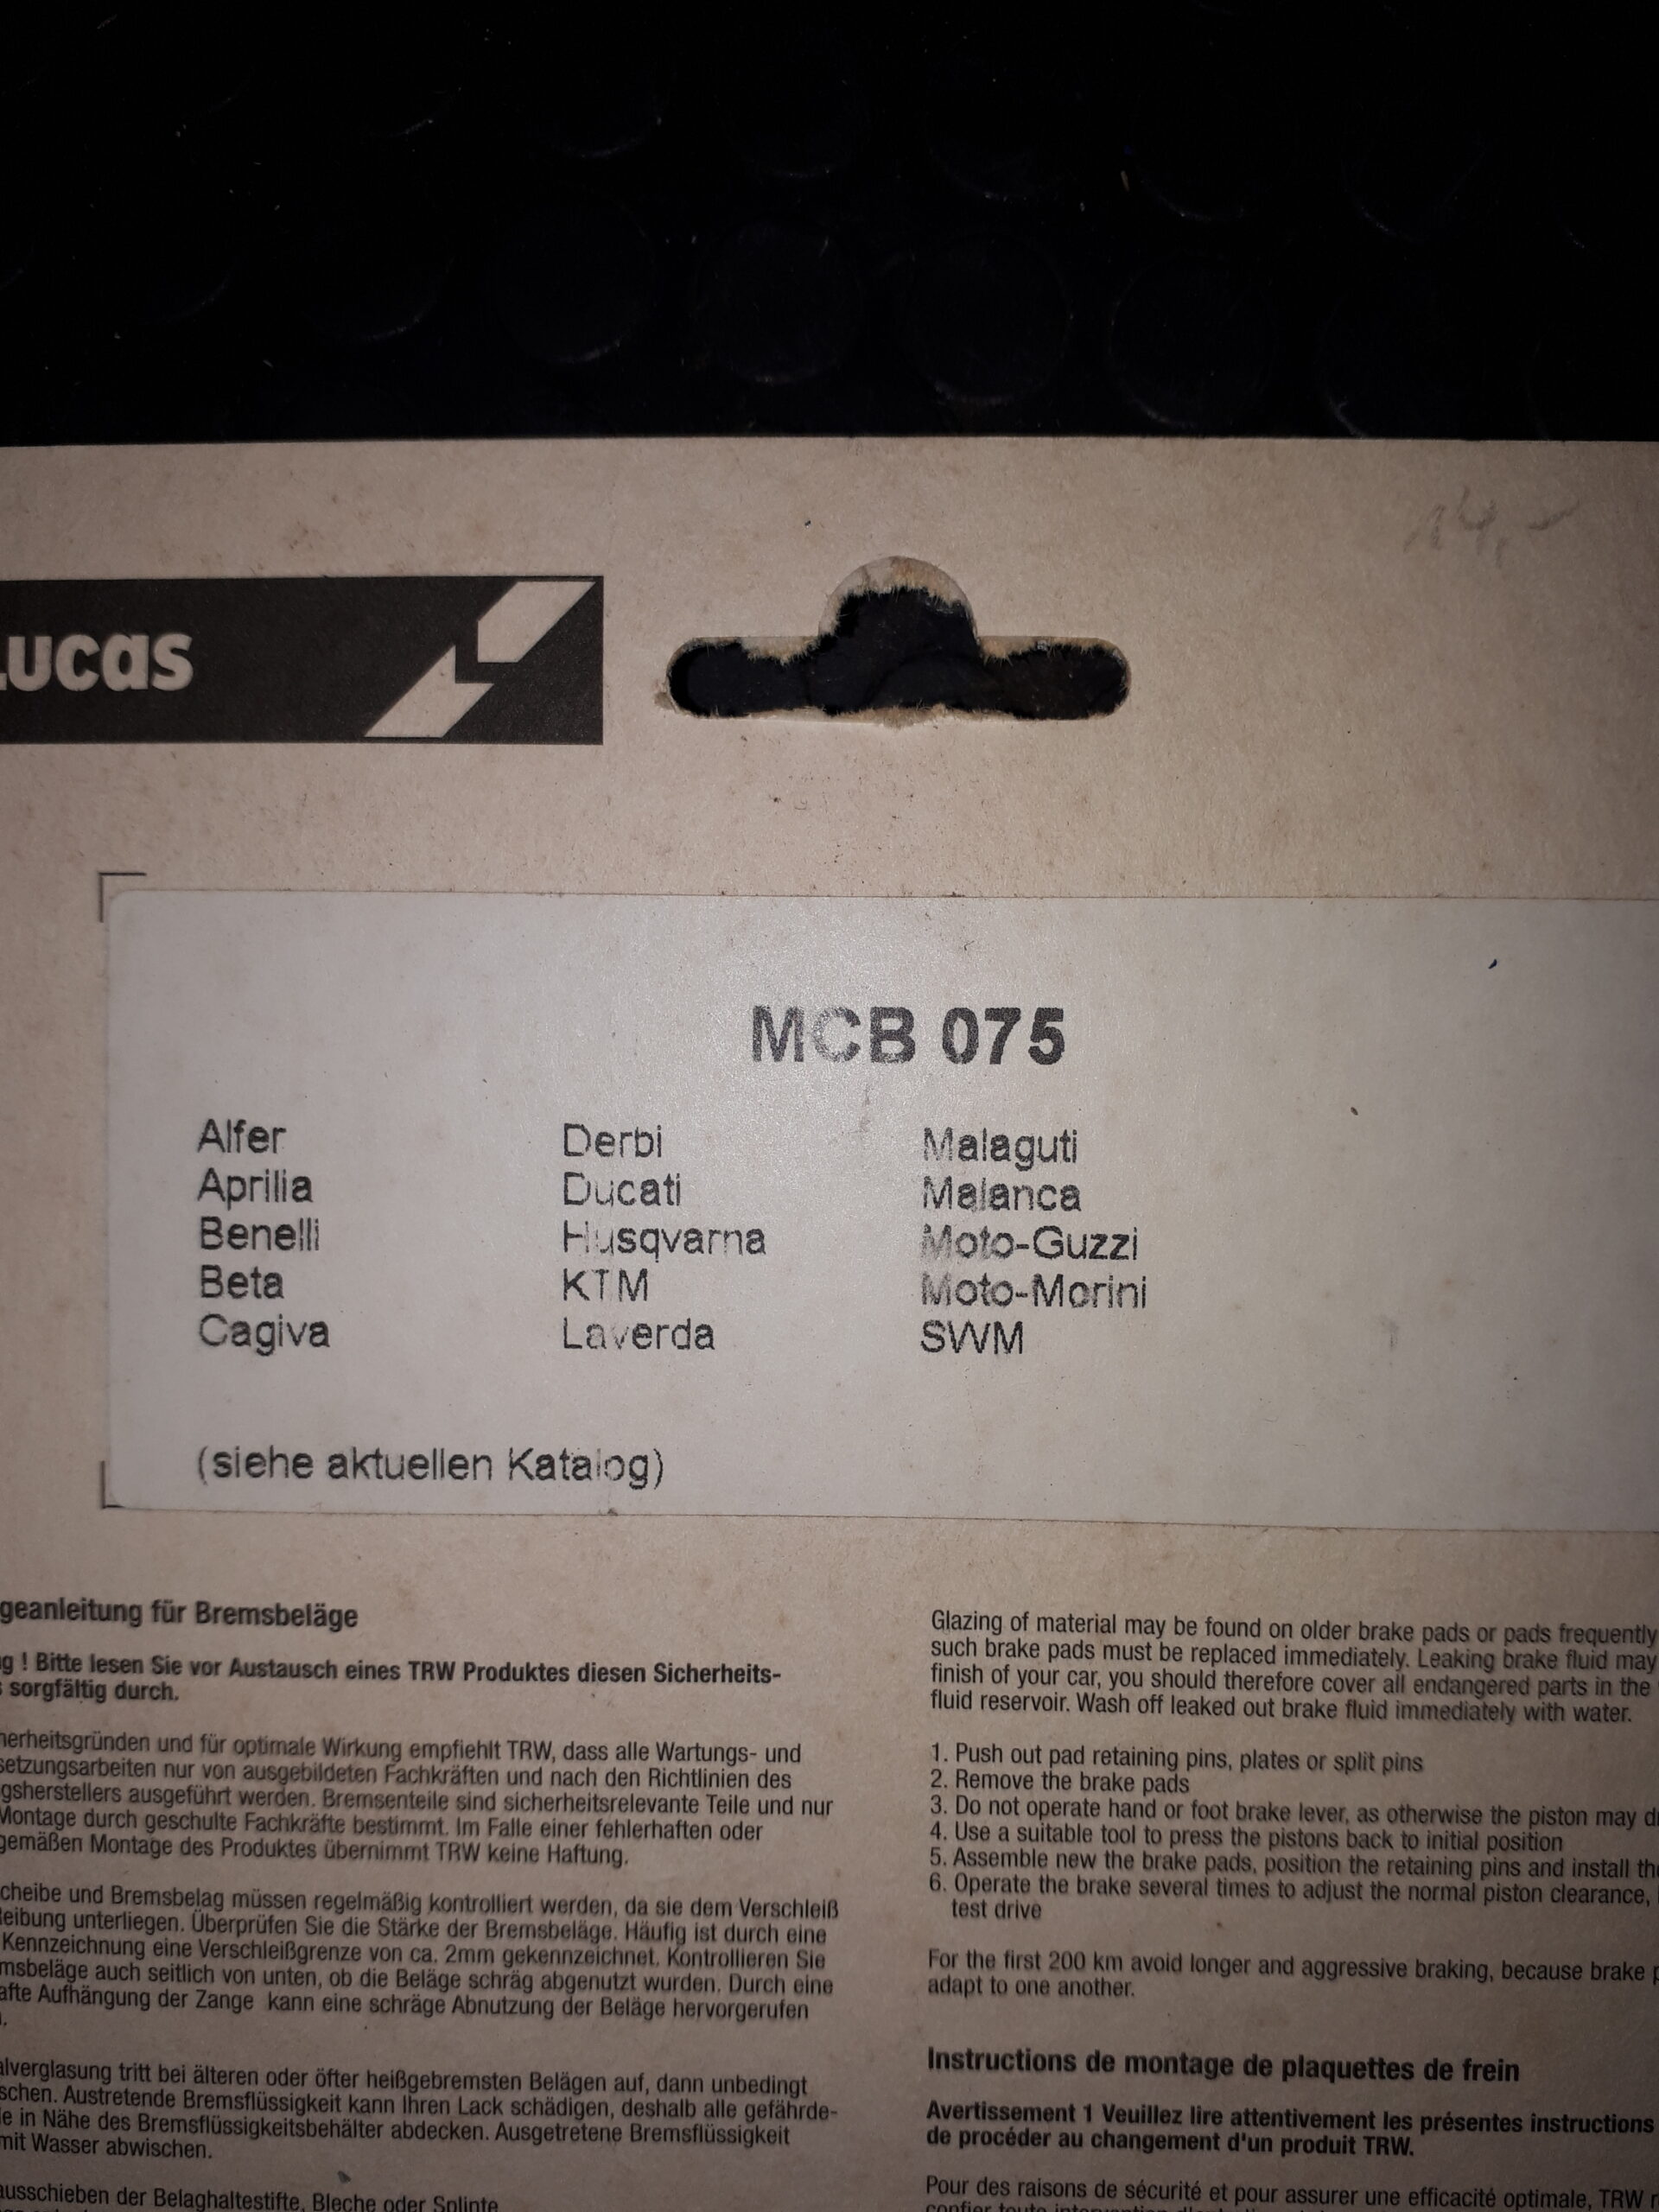 Lucas
14,-
MCB 075
Alfer Derbi Malaguti
Aprilia Ducati Malanca
Benelli Husqvarna Moto-Guzzi
Beta KTM Moto-Morini
Cagiva Laverda SWM
(siehe aktuellen Katalog)
geanleitung für Bremsbeläge
g ! Bitte lesen Sie vor Austausch eines TRW Produktes diesen Sicherheits-
sorgfältig durch.
herheitsgründen und für optimale Wirkung empfiehlt TRW, dass alle Wartungs- und
setzungsarbeiten nur von ausgebildeten Fachkräften und nach den Richtlinien des
gsherstellers ausgeführt werden. Bremsenteile sind sicherheitsrelevante Teile und nur
Montage durch geschulte Fachkräfte bestimmt. Im Falle einer fehlerhaften oder
gemäßen Montage des Produktes übernimmt TRW keine Haftung.
cheibe und Bremsbelag müssen regelmäßig kontrolliert werden, da sie dem Verschleiß
eibung unterliegen. Überprüfen Sie die Stärke der Bremsbeläge. Häufig ist durch eine
Kennzeichnung eine Verschleißgrenze von ca. 2mm gekennzeichnet. Kontrollieren Sie
msbeläge auch seitlich von unten, ob die Beläge schräg abgenutzt wurden. Durch eine
afte Aufhängung der Zange kann eine schräge Abnutzung der Beläge hervorgerufen
alverglasung tritt bei älteren oder öfter heißgebremsten Belägen auf, dann unbedingt
schen. Austretende Bremsflüssigkeit kann Ihren Lack schädigen, deshalb alle gefährde-
e in Nähe des Bremsflüssigkeitsbehälter abdecken. Ausgetretene Bremsflüssigkeit
mit Wasser abwischen.
ausschieben der Belaghaltestifte, Bleche oder Splinte
Glazing of material may be found on older brake pads or pads frequently
such brake pads must be replaced immediately. Leaking brake fluid may
finish of your car, you should therefore cover all endangered parts in the
fluid reservoir. Wash off leaked out brake fluid immediately with water.
1. Push out pad retaining pins, plates or split pins
2. Remove the brake pads
3. Do not operate hand or foot brake lever, as otherwise the piston may d
4. Use a suitable tool to press the pistons back to initial position
5. Assemble new the brake pads, position the retaining pins and install th
6. Operate the brake several times to adjust the normal piston clearance,
test drive
For the first 200 km avoid longer and aggressive braking, because brake p
adapt to one another.
Instructions de montage de plaquettes de frein
Avertissement 1 Veuillez lire attentivement les présentes instructions
de procéder au changement d'un produit TRW.
Pour des raisons de sécurité et pour assurer une efficacité optimale, TRW r